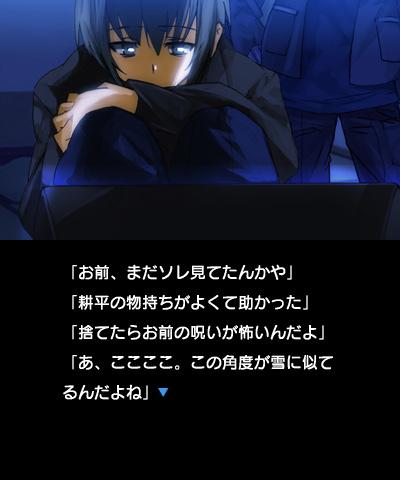 「お前、まだソレ見てたんかや」
「耕平の物持ちがよくて助かった」
「捨てたらお前の呪いが怖いんだよ」
「あ、ここここ。この角度が雪に似て
るんだよね」▼